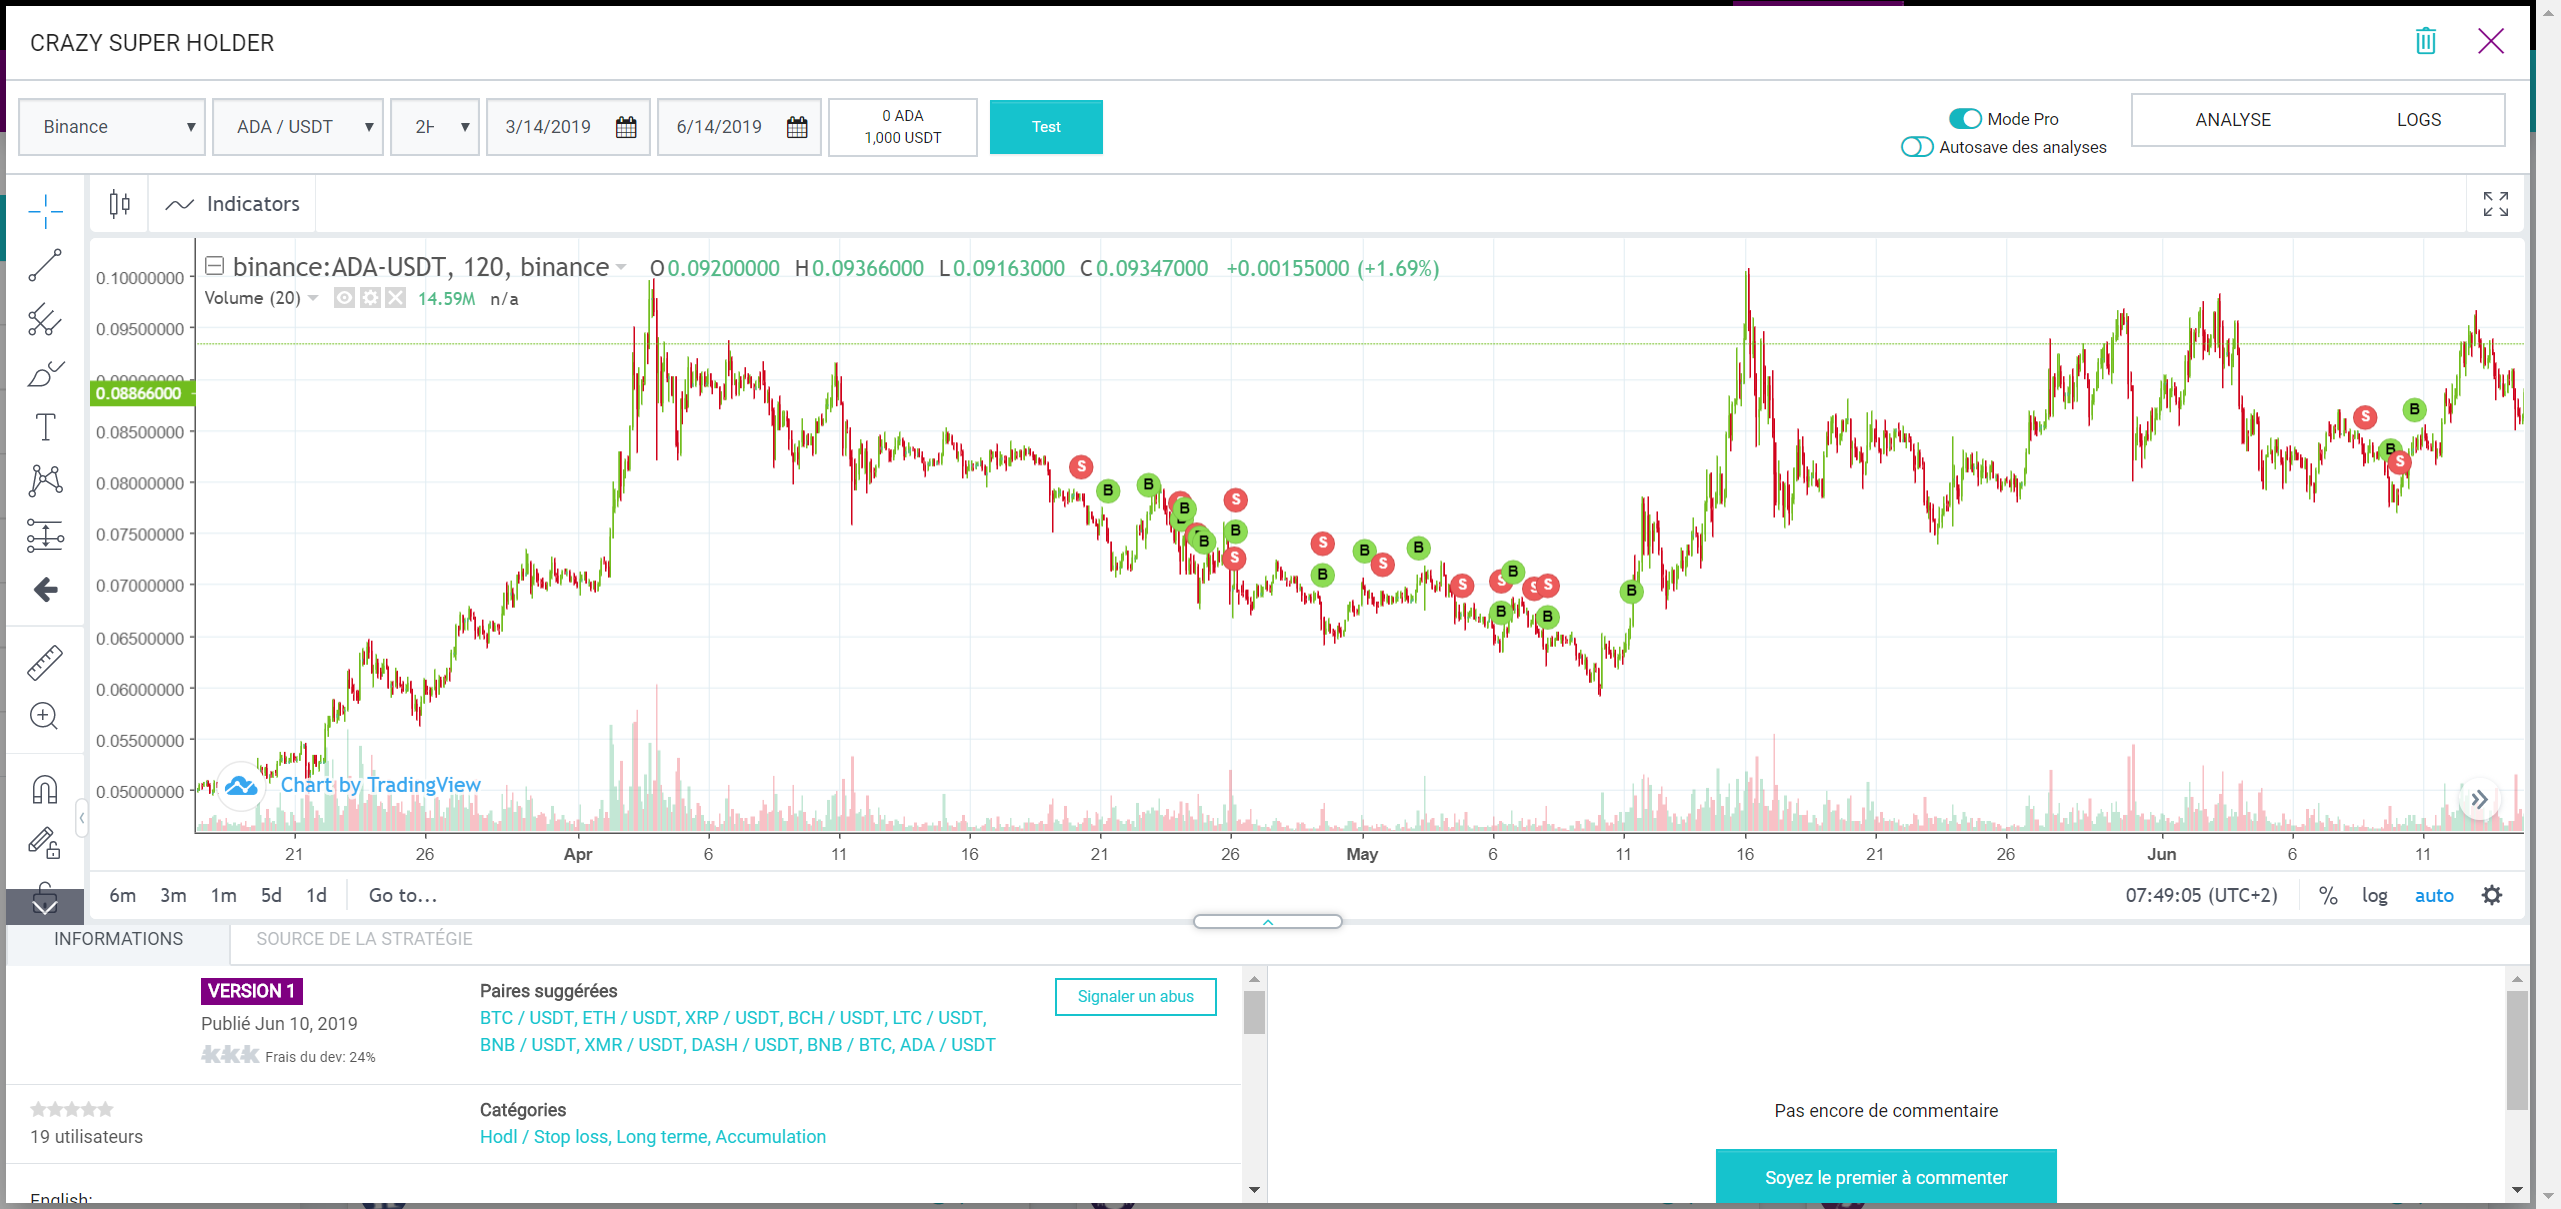 CRAZY SUPER HOLDER
Binance
ADA / USDT
3/14/2019
6/14/2019
0 ADA
1,000 USDT
Test
Mode Pro
Autosave des analyses
ANALYSE
LOGS
Indicators
binance:ADA-USDT, 120, binance
O 0.09200000 H 0.09366000 L 0.09163000 C 0.09347000 +0.00155000 (+1.69%)
Volume (20)
14.59M n/a
0.10000000
0.09500000
0.08866000
0.08500000
0.08000000
0.07500000
0.07000000
0.06500000
0.06000000
0.05500000
0.05000000
S
B
B
B
B
S
B
S
S
B
B
S
B
S
B
B
S
B
S
B
S
B
B
S
B
Chart by TradingView
21 26 Apr 6 11 16 21 26 May 6 11 16 21 26 Jun 6 11
6m 3m 1m 5d 1d Go to...
07:49:05 (UTC+2) % log auto
INFORMATIONS
SOURCE DE LA STRATÉGIE
VERSION 1
Publié Jun 10, 2019
Frais du dev: 24%
Paires suggérées
BTC / USDT, ETH / USDT, XRP / USDT, BCH / USDT, LTC / USDT,
BNB / USDT, XMR / USDT, DASH / USDT, BNB / BTC, ADA / USDT
Signaler un abus
19 utilisateurs
Catégories
Hodl / Stop loss, Long terme, Accumulation
English:
Pas encore de commentaire
Soyez le premier à commenter